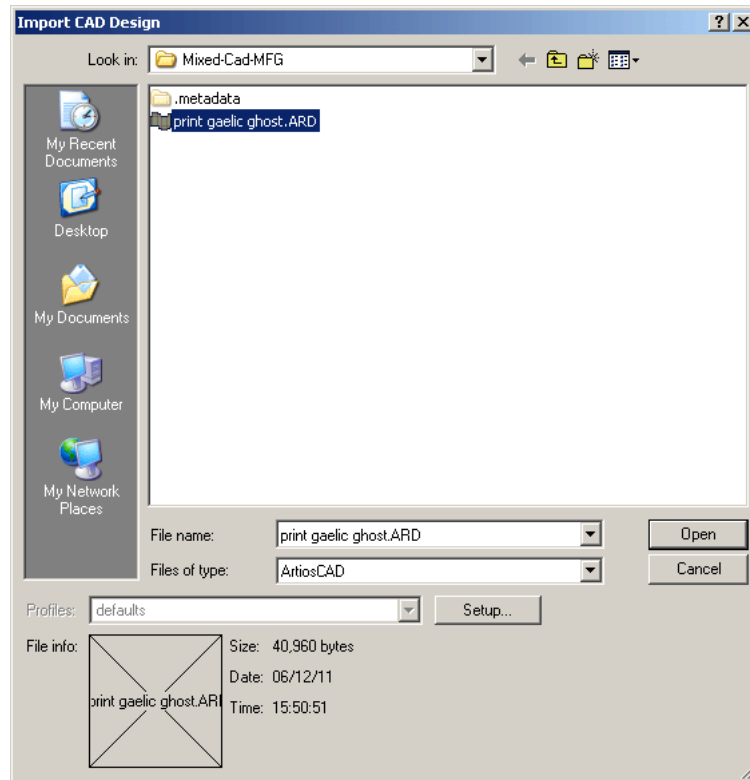 Import CAD Design
Look in: Mixed-Cad-MFG
.metadata
print gaelic ghost.ARD
My Recent
Documents
Desktop
My Documents
My Computer
My Network
Places
File name: print gaelic ghost.ARD Open
Files of type: ArtiosCAD Cancel
Profiles: defaults Setup...
File info: Size: 40,960 bytes
Date: 06/12/11
print gaelic ghost.ARI Time: 15:50:51